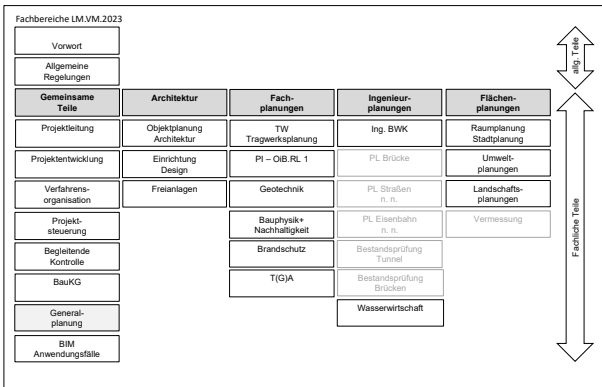 Fachbereiche LM.VM.2023
Vorwort
Allgemeine
Regelungen
allg. Teile
Gemeinsame
Teile
Projektleitung
Projektentwicklung
Verfahrens-
organisation
Projekt-
steuerung
Begleitende
Kontrolle
BauKG
General-
planung
BIM
Anwendungsfälle
Architektur
Objektplanung
Architektur
Einrichtung
Design
Freianlagen
Fach-
planungen
TW
Tragwerksplanung
PI – OiB.RL 1
Geotechnik
Bauphysik+
Nachhaltigkeit
Brandschutz
T(G)A
Ingenieur-
planungen
Ing. BWK
PL Brücke
PL Straßen
n. n.
PL Eisenbahn
n. n.
Bestandsprüfung
Tunnel
Bestandsprüfung
Brücken
Wasserwirtschaft
Flächen-
planungen
Raumplanung
Stadtplanung
Umwelt-
planungen
Landschafts-
planungen
Vermessung
Fachliche Teile